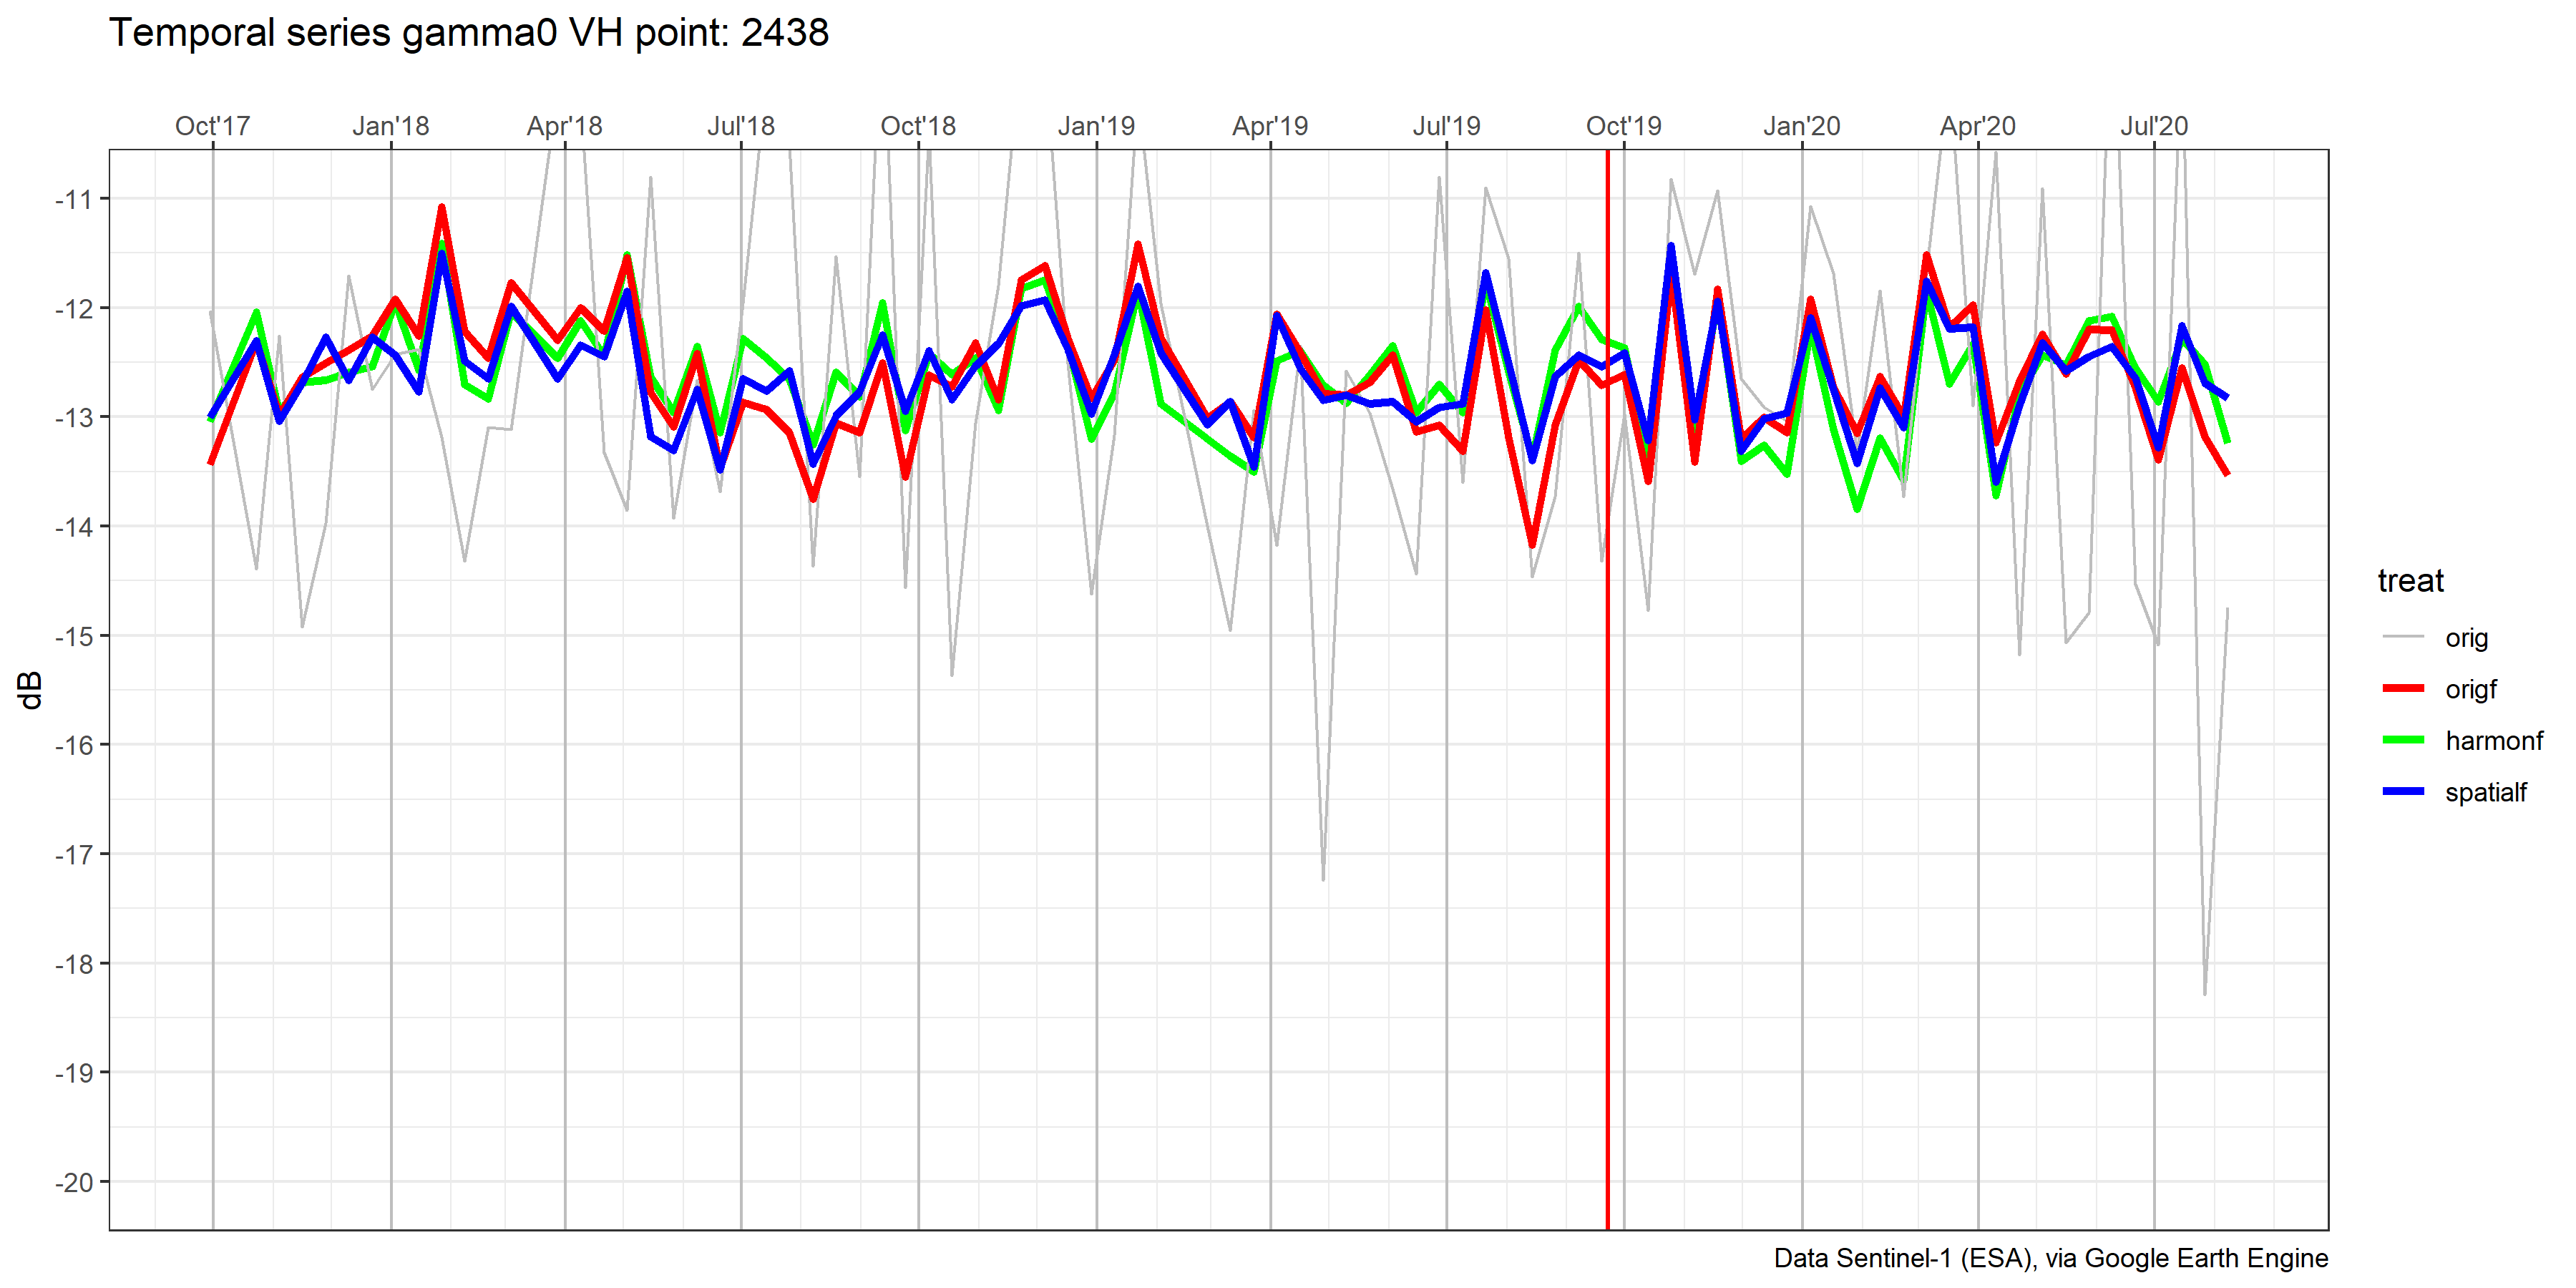 Temporal series gamma0 VH point: 2438
Oct'17 Jan'18 Apr'18 Jul'18 Oct'18 Jan'19 Apr'19 Jul'19 Oct'19 Jan'20 Apr'20 Jul'20
-11
-12
-13
-14
-15
-16
-17
-18
-19
-20
dB
treat
orig
origf
harmonf
spatialf
Data Sentinel-1 (ESA), via Google Earth Engine